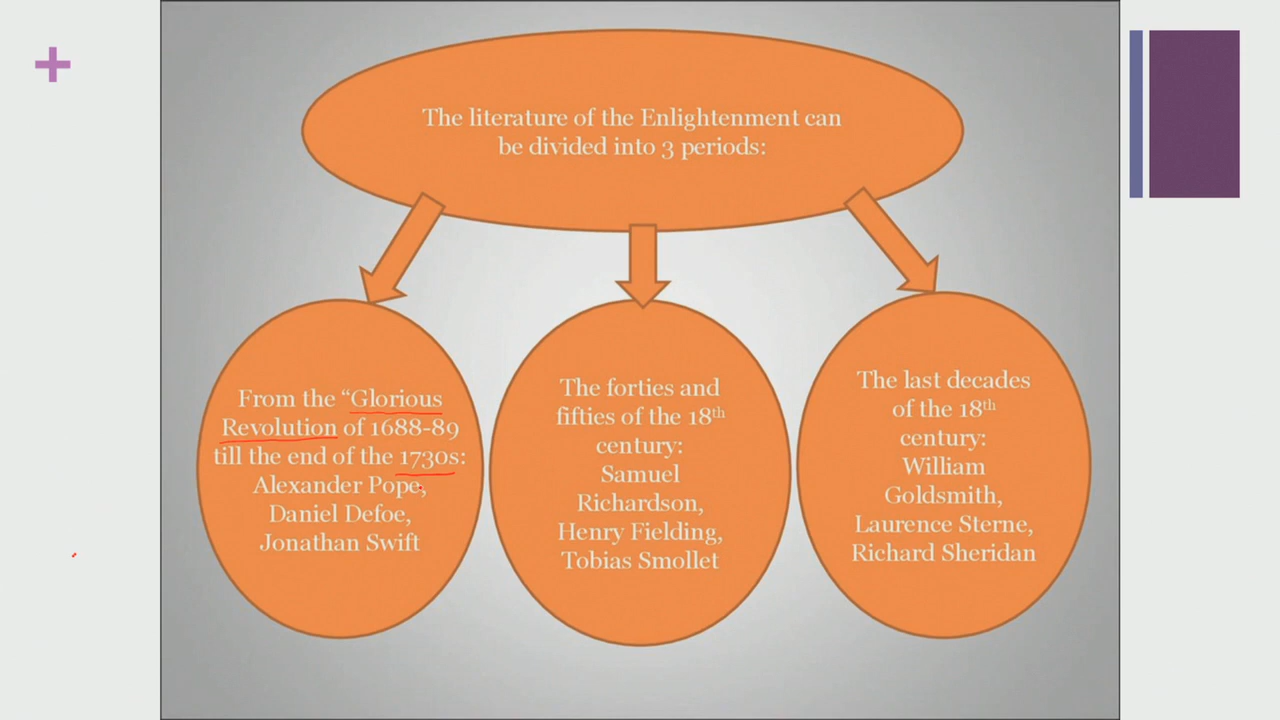 The literature of the Enlightenment can
be divided into 3 periods:
From the “Glorious
Revolution of 1688-89
till the end of the 1730s:
Alexander Pope,
Daniel Defoe,
Jonathan Swift
The forties and
fifties of the 18th
century:
Samuel
Richardson,
Henry Fielding,
Tobias Smollet
The last decades
of the 18th
century:
William
Goldsmith,
Laurence Sterne,
Richard Sheridan